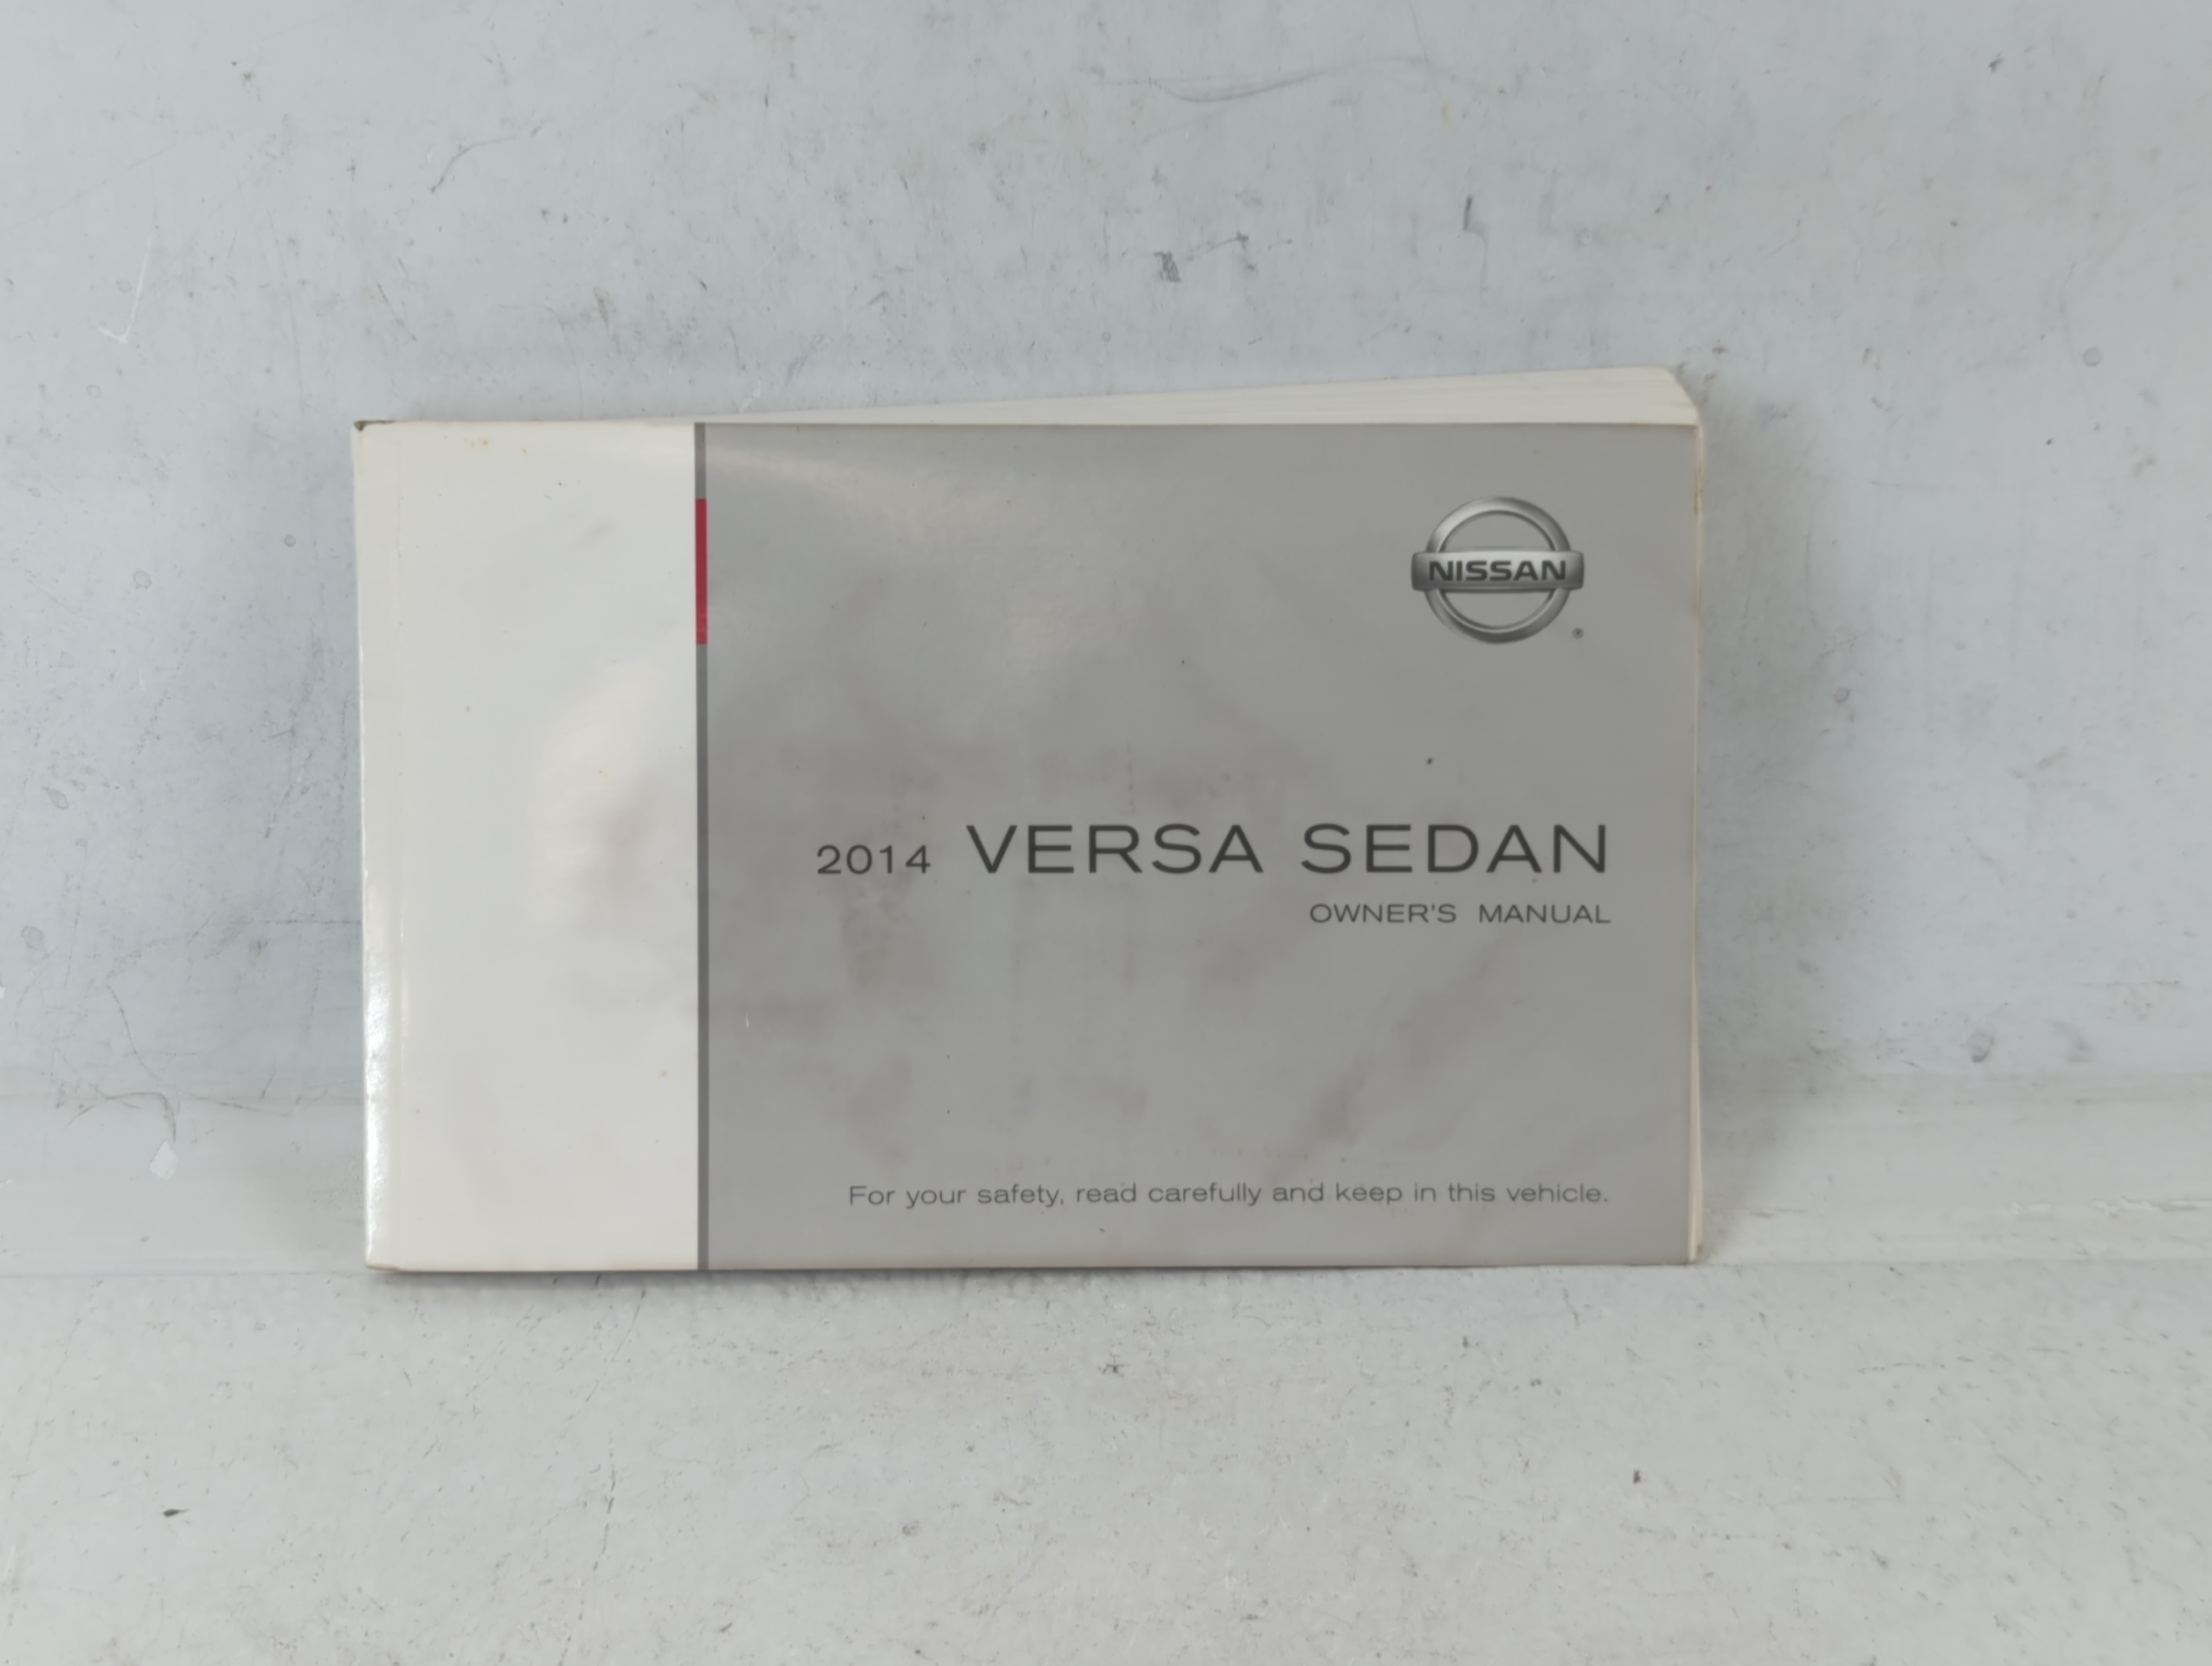 NISSAN
®
2014 VERSA SEDAN
OWNER'S MANUAL
For your safety, read carefully and keep in this vehicle.